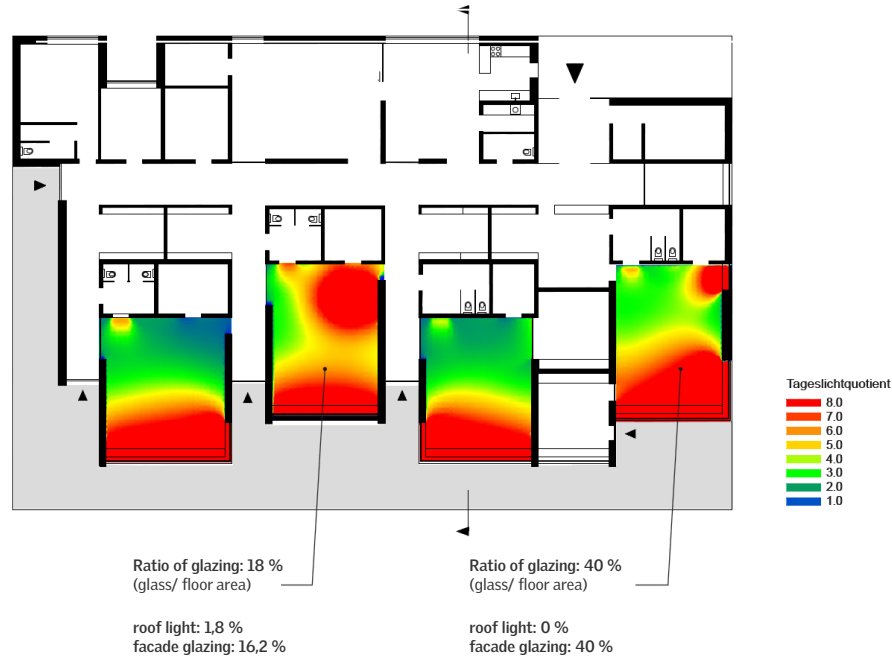 Tageslichtquotient
8.0
7.0
6.0
5.0
4.0
3.0
2.0
1.0
Ratio of glazing: 18 %
(glass/ floor area)
roof light: 1,8 %
facade glazing: 16,2 %
Ratio of glazing: 40 %
(glass/ floor area)
roof light: 0 %
facade glazing: 40 %